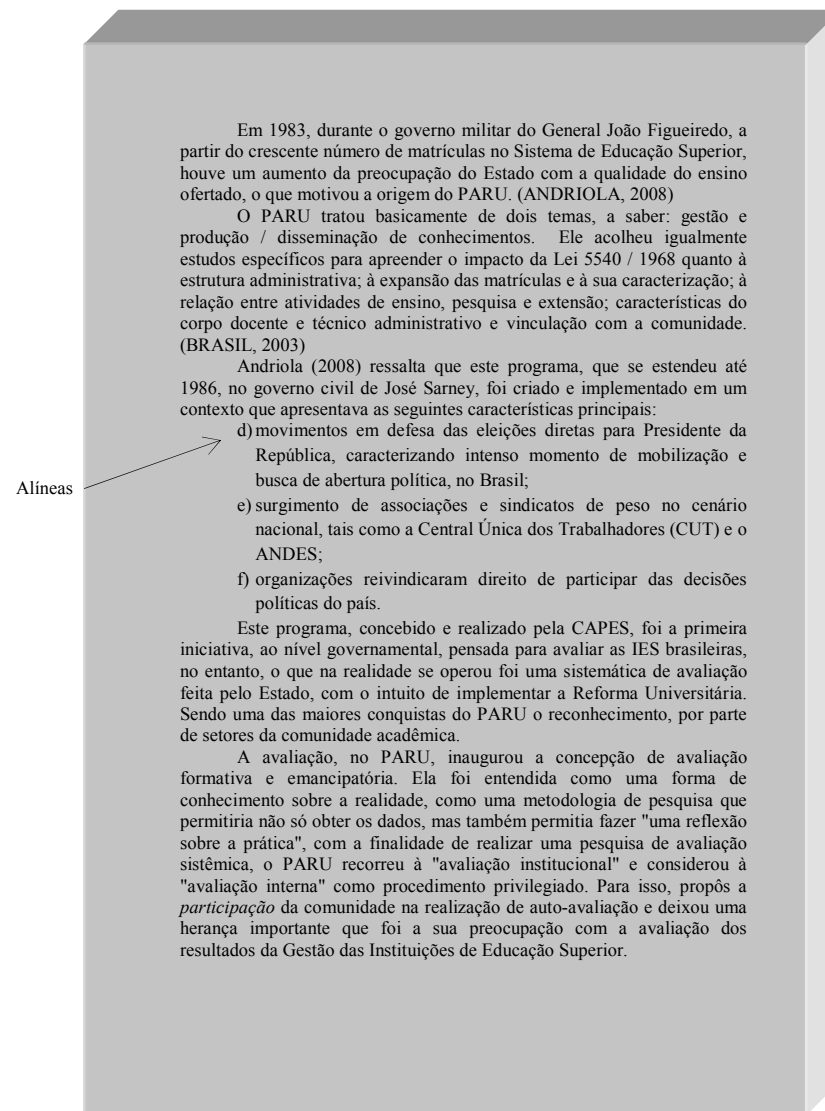 Em 1983, durante o governo militar do General João Figueiredo, a
partir do crescente número de matrículas no Sistema de Educação Superior,
houve um aumento da preocupação do Estado com a qualidade do ensino
ofertado, o que motivou a origem do PARU. (ANDRIOLA, 2008)
O PARU tratou basicamente de dois temas, a saber: gestão e
produção / disseminação de conhecimentos. Ele acolheu igualmente
estudos específicos para apreender o impacto da Lei 5540 / 1968 quanto à
estrutura administrativa; à expansão das matrículas e à sua caracterização; à
relação entre atividades de ensino, pesquisa e extensão; características do
corpo docente e técnico administrativo e vinculação com a comunidade.
(BRASIL, 2003)
Andriola (2008) ressalta que este programa, que se estendeu até
1986, no governo civil de José Sarney, foi criado e implementado em um
contexto que apresentava as seguintes características principais:
d) movimentos em defesa das eleições diretas para Presidente da
República, caracterizando intenso momento de mobilização e
busca de abertura política, no Brasil;
Alíneas
e) surgimento de associações e sindicatos de peso no cenário
nacional, tais como a Central Única dos Trabalhadores (CUT) e o
ANDES;
f) organizações reivindicaram direito de participar das decisões
políticas do país.
Este programa, concebido e realizado pela CAPES, foi a primeira
iniciativa, ao nível governamental, pensada para avaliar as IES brasileiras,
no entanto, o que na realidade se operou foi uma sistemática de avaliação
feita pelo Estado, com o intuito de implementar a Reforma Universitária.
Sendo uma das maiores conquistas do PARU o reconhecimento, por parte
de setores da comunidade acadêmica.
A avaliação, no PARU, inaugurou a concepção de avaliação
formativa e emancipatória. Ela foi entendida como uma forma de
conhecimento sobre a realidade, como uma metodologia de pesquisa que
permitiria não só obter os dados, mas também permitia fazer "uma reflexão
sobre a prática", com a finalidade de realizar uma pesquisa de avaliação
sistêmica, o PARU recorreu à "avaliação institucional" e considerou à
"avaliação interna" como procedimento privilegiado. Para isso, propôs a
participação da comunidade na realização de auto-avaliação e deixou uma
herança importante que foi a sua preocupação com a avaliação dos
resultados da Gestão das Instituições de Educação Superior.